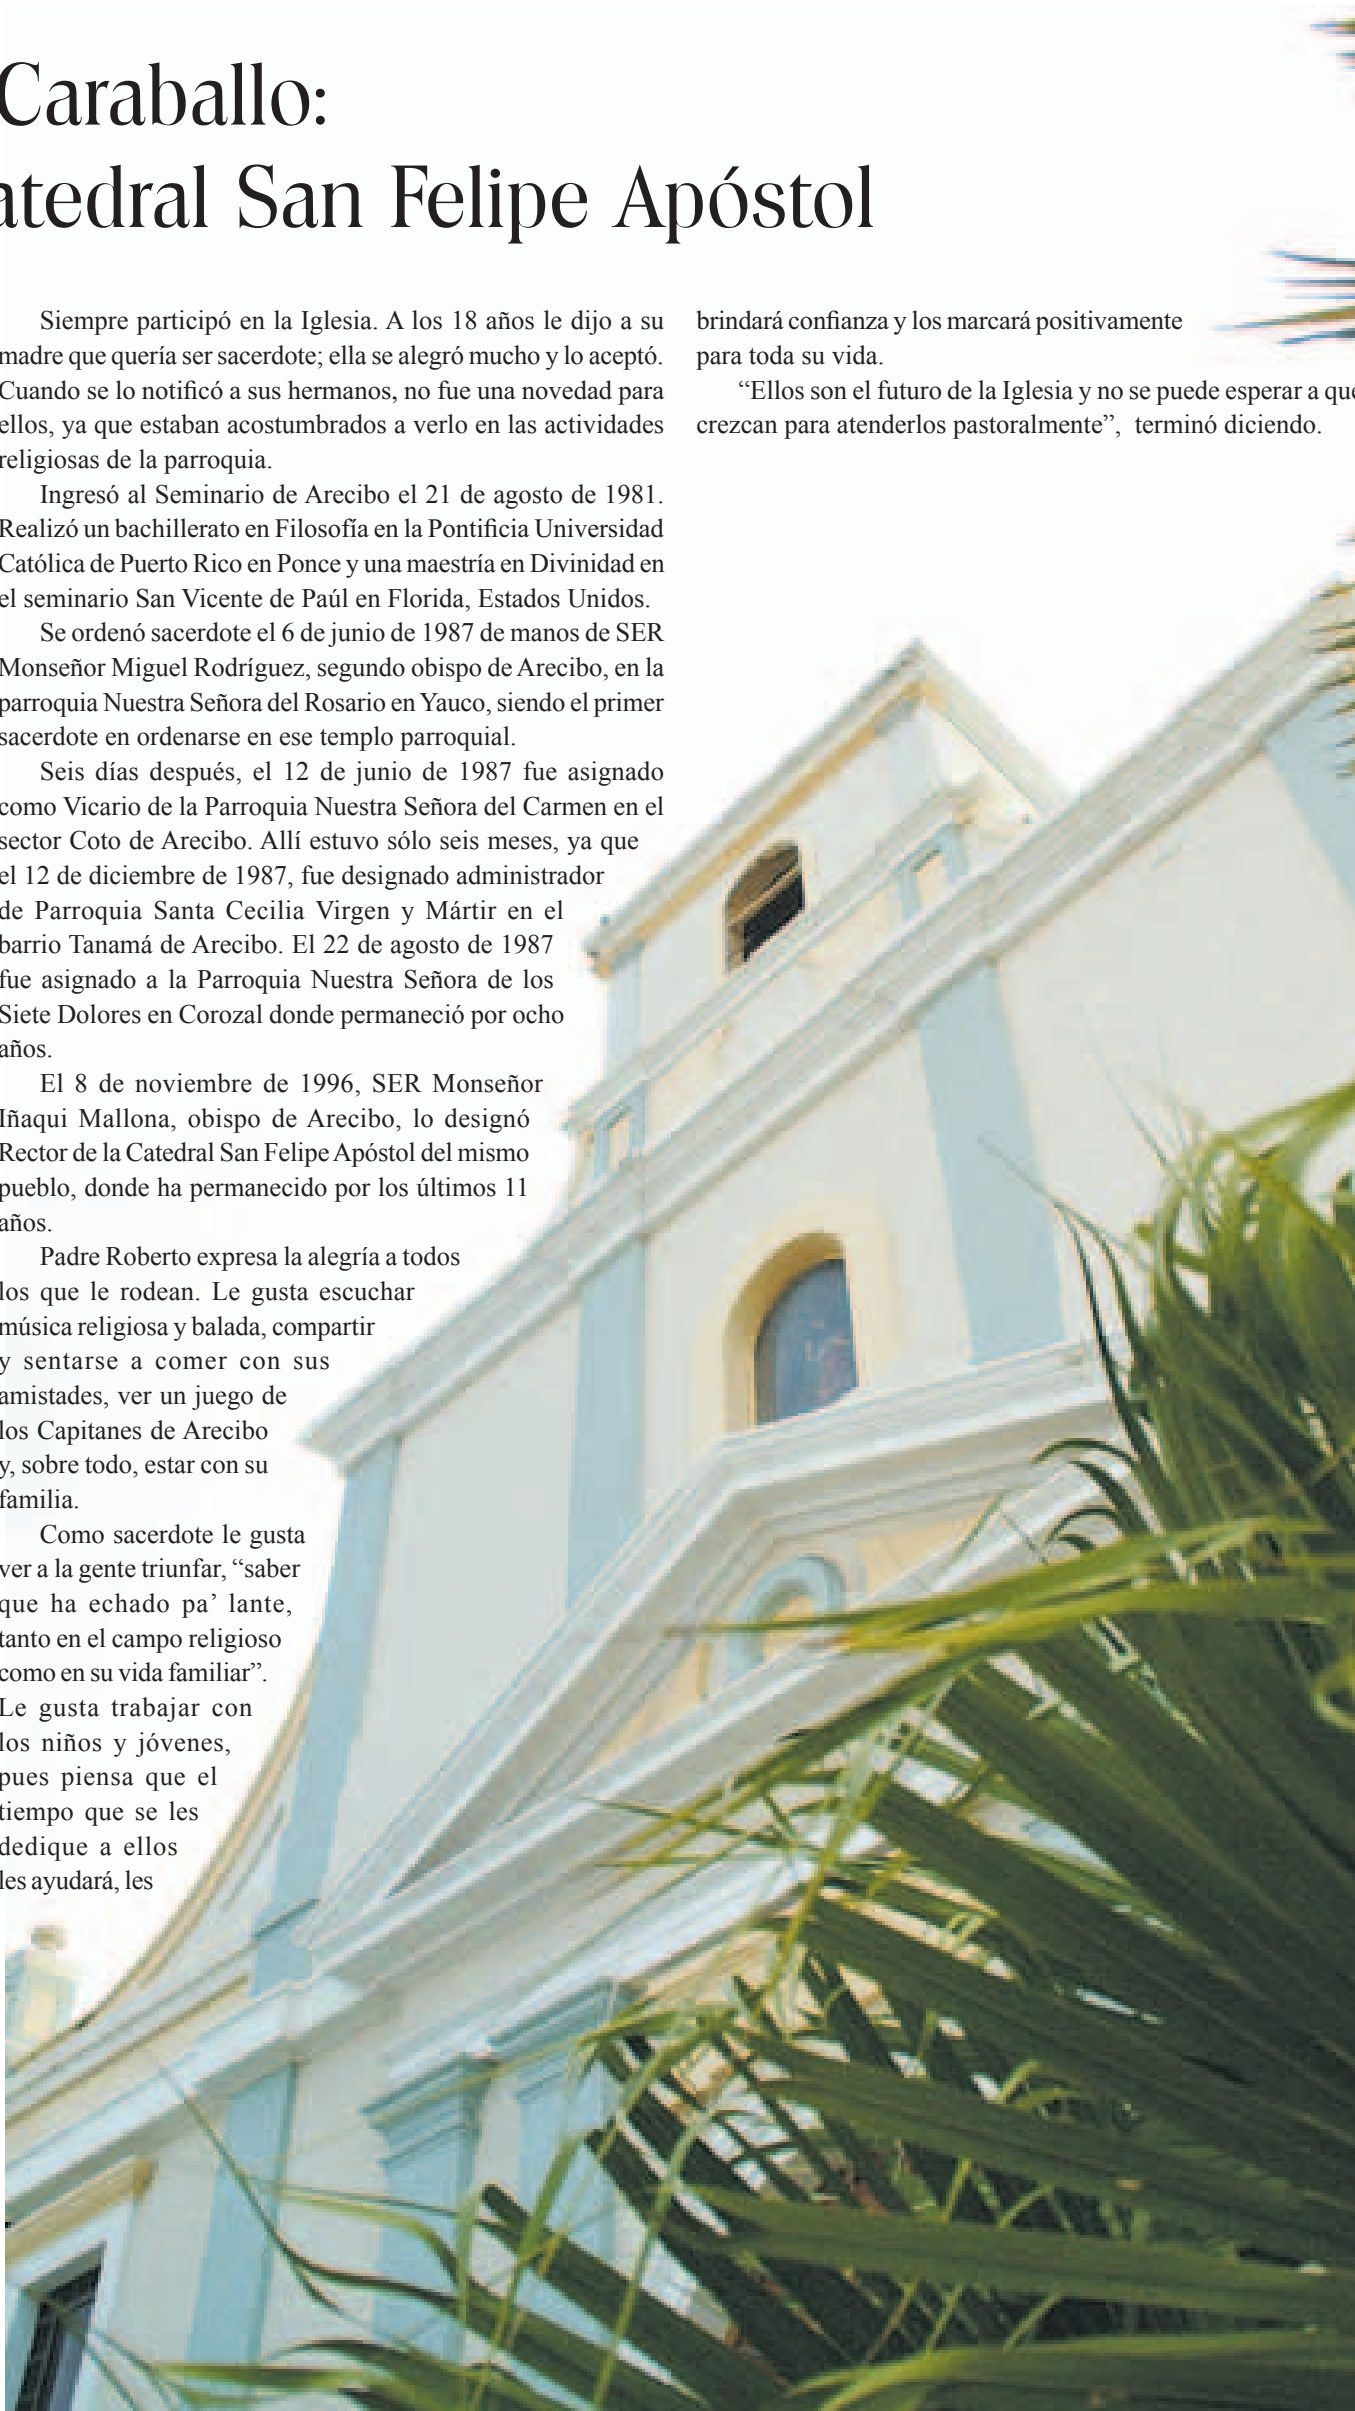 Caraballo:
atedral San Felipe Apóstol
Siempre participó en la Iglesia. A los 18 años le dijo a su
madre que quería ser sacerdote; ella se alegró mucho y lo aceptó.
Cuando se lo notificó a sus hermanos, no fue una novedad para
ellos, ya que estaban acostumbrados a verlo en las actividades
religiosas de la parroquia.
Ingresó al Seminario de Arecibo el 21 de agosto de 1981.
Realizó un bachillerato en Filosofía en la Pontificia Universidad
Católica de Puerto Rico en Ponce y una maestría en Divinidad en
el seminario San Vicente de Paúl en Florida, Estados Unidos.
Se ordenó sacerdote el 6 de junio de 1987 de manos de SER
Monseñor Miguel Rodríguez, segundo obispo de Arecibo, en la
parroquia Nuestra Señora del Rosario en Yauco, siendo el primer
sacerdote en ordenarse en ese templo parroquial.
Seis días después, el 12 de junio de 1987 fue asignado
como Vicario de la Parroquia Nuestra Señora del Carmen en el
sector Coto de Arecibo. Allí estuvo sólo seis meses, ya que
el 12 de diciembre de 1987, fue designado administrador
de Parroquia Santa Cecilia Virgen y Mártir en el
barrio Tanamá de Arecibo. El 22 de agosto de 1987
fue asignado a la Parroquia Nuestra Señora de los
Siete Dolores en Corozal donde permaneció por ocho
años.
El 8 de noviembre de 1996, SER Monseñor
Iñaqui Mallona, obispo de Arecibo, lo designó
Rector de la Catedral San Felipe Apóstol del mismo
pueblo, donde ha permanecido por los últimos 11
años.
Padre Roberto expresa la alegría a todos
los que le rodean. Le gusta escuchar
música religiosa y balada, compartir
y sentarse a comer con sus
amistades, ver un juego de
los Capitanes de Arecibo
y, sobre todo, estar con su
familia.
Como sacerdote le gusta
ver a la gente triunfar, “saber
que ha echado pa’ lante,
tanto en el campo religioso
como en su vida familiar”.
Le gusta trabajar con
los niños y jóvenes,
pues piensa que el
tiempo que se les
dedique a ellos
les ayudará, les
brindará confianza y los marcará positivamente
para toda su vida.
“Ellos son el futuro de la Iglesia y no se puede esperar a que
crezcan para atenderlos pastoralmente”, terminó diciendo.